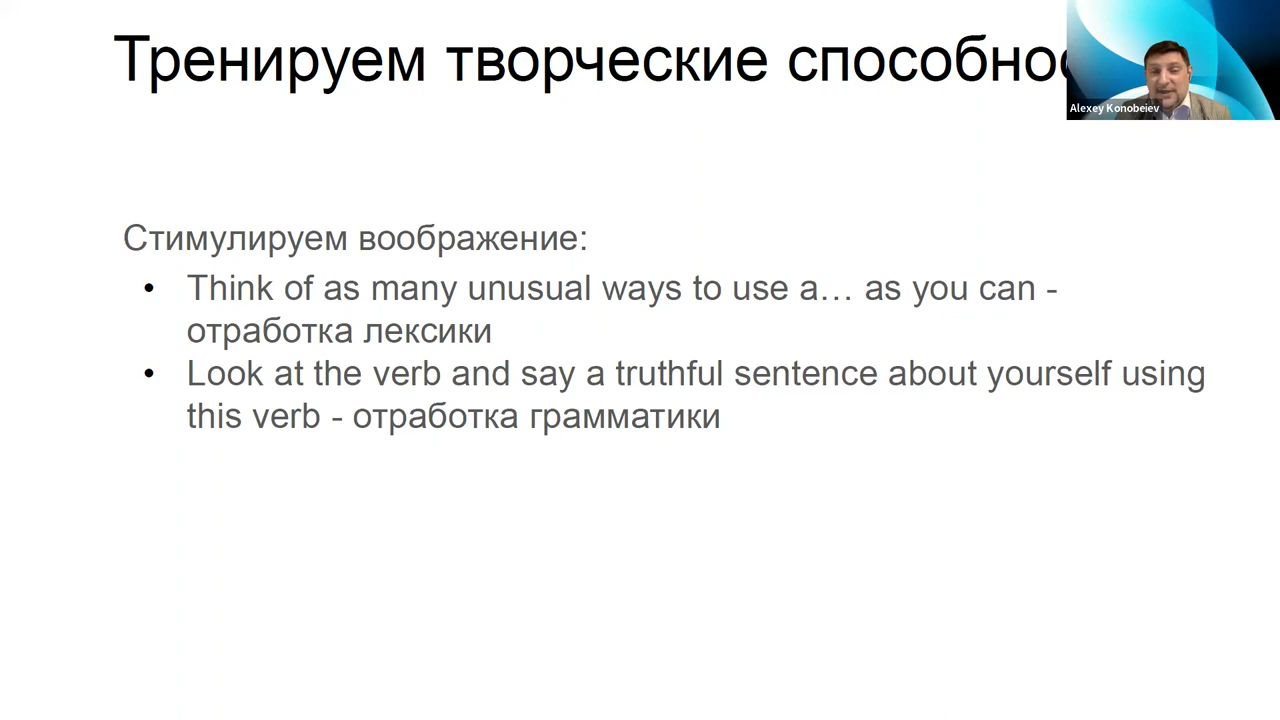 Тренируем творческие способнос
Alexey Konobeiev
Стимулируем воображение:
• Think of as many unusual ways to use a… as you can -
отработка лексики
• Look at the verb and say a truthful sentence about yourself using
this verb - отработка грамматики